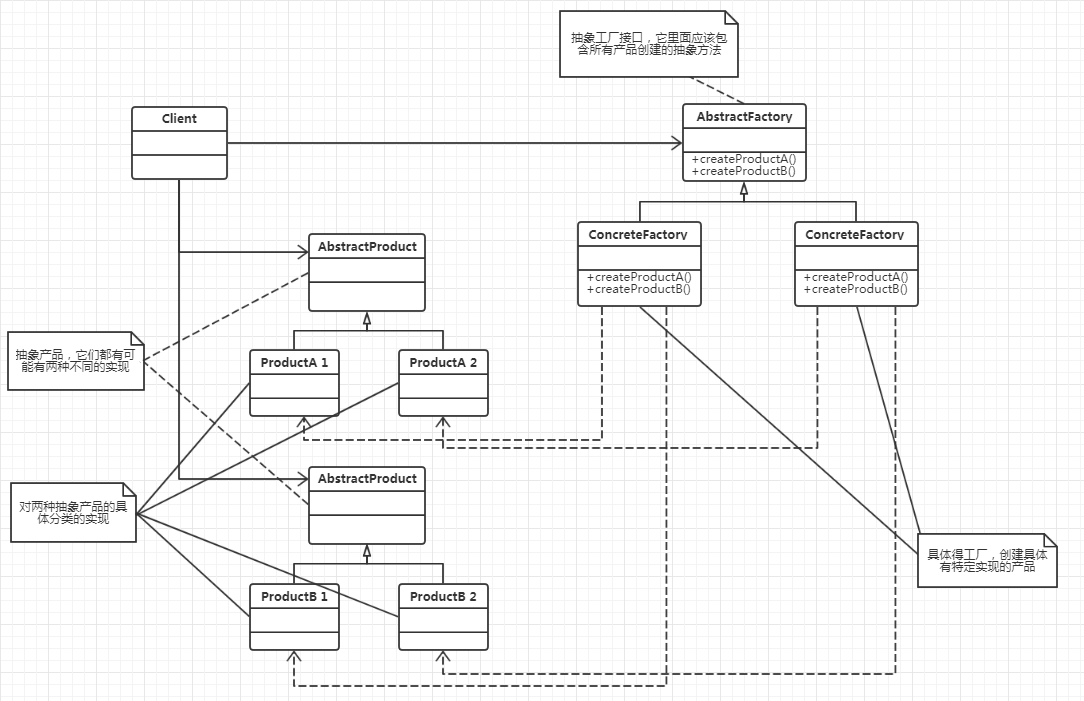 抽象工厂接口，它里面应该包
含所有产品创建的抽象方法
Client
AbstractFactory
+createProductA()
+createProductB()
AbstractProduct
ConcreteFactory
+createProductA()
+createProductB()
ConcreteFactory
+createProductA()
+createProductB()
抽象产品，它们都有可
能有两种不同的实现
ProductA 1
ProductA 2
AbstractProduct
对两种抽象产品的具
体分类的实现
具体得工厂，创建具体
有特定实现的产品
ProductB 1
ProductB 2